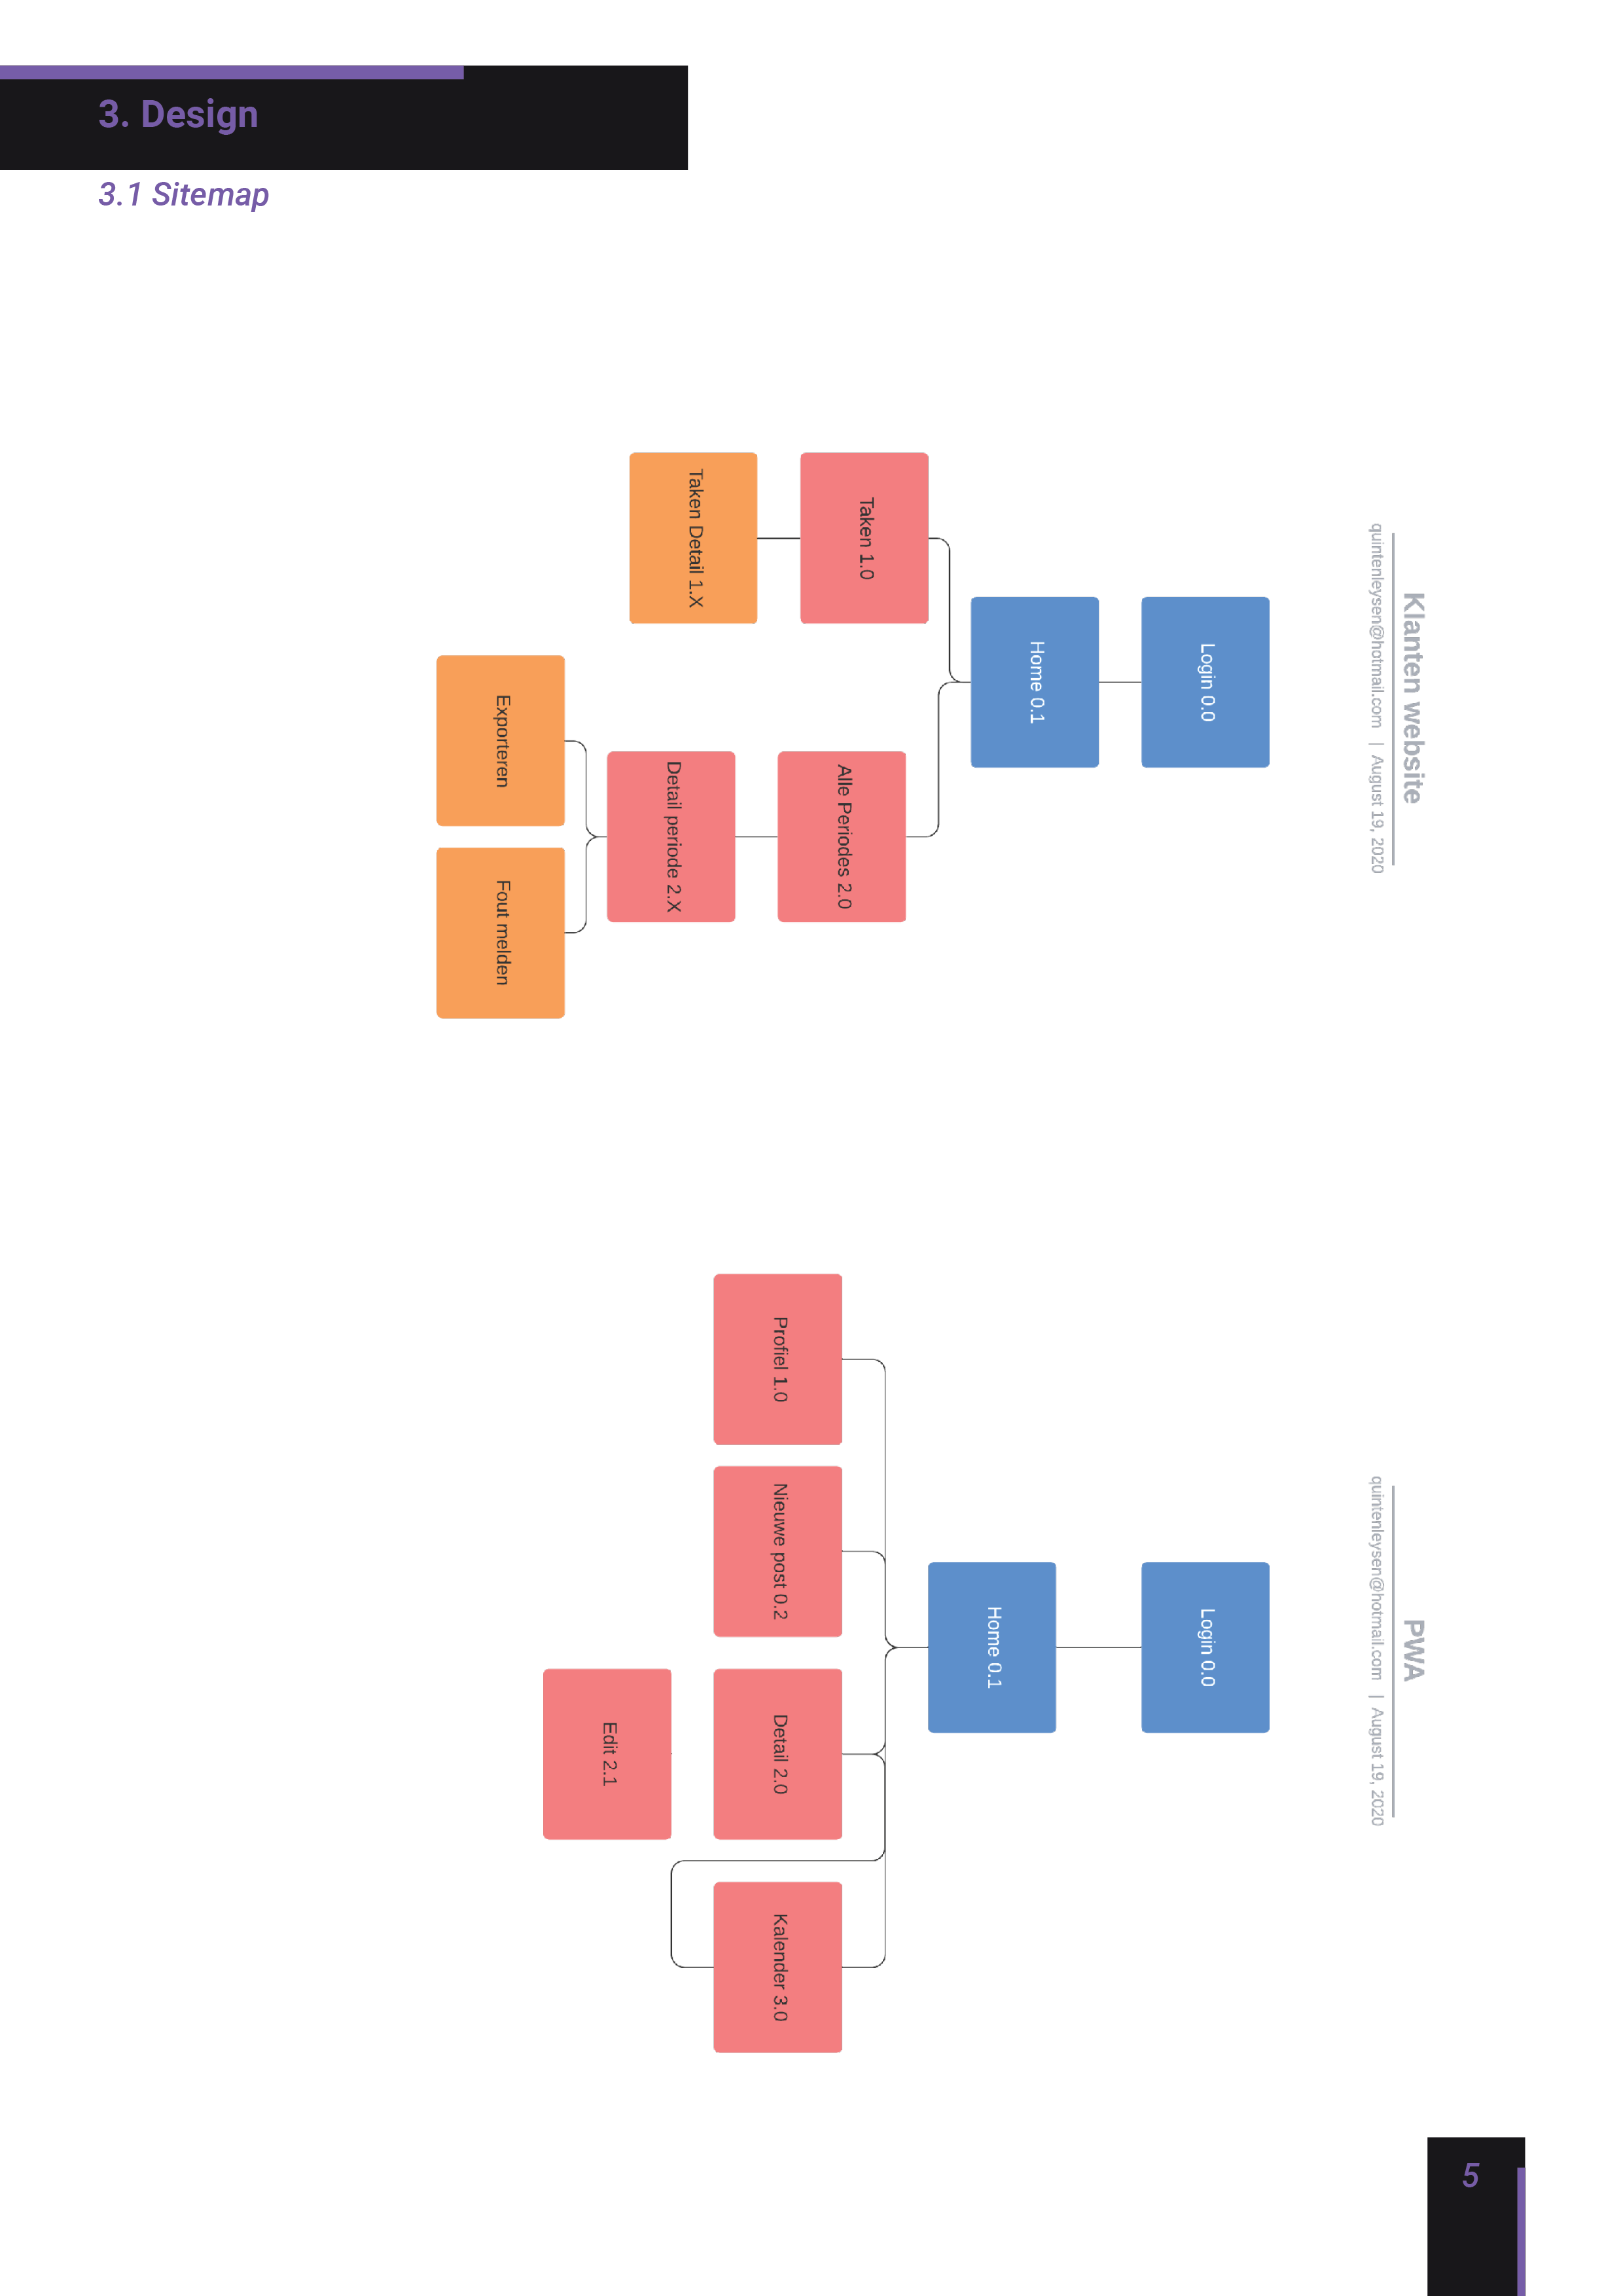 3. Design
3.1 Sitemap
Klanten website
quintenleysen@hotmail.com | August 19, 2020
Login 0.0
Home 0.1
Taken 1.0
Alle Periodes 2.0
Taken Detail 1.X
Detail periode 2.X
Exporteren
Fout melden
PWA
quintenleysen@hotmail.com | August 19, 2020
Login 0.0
Home 0.1
Profiel 1.0
Nieuwe post 0.2
Detail 2.0
Kalender 3.0
Edit 2.1
5